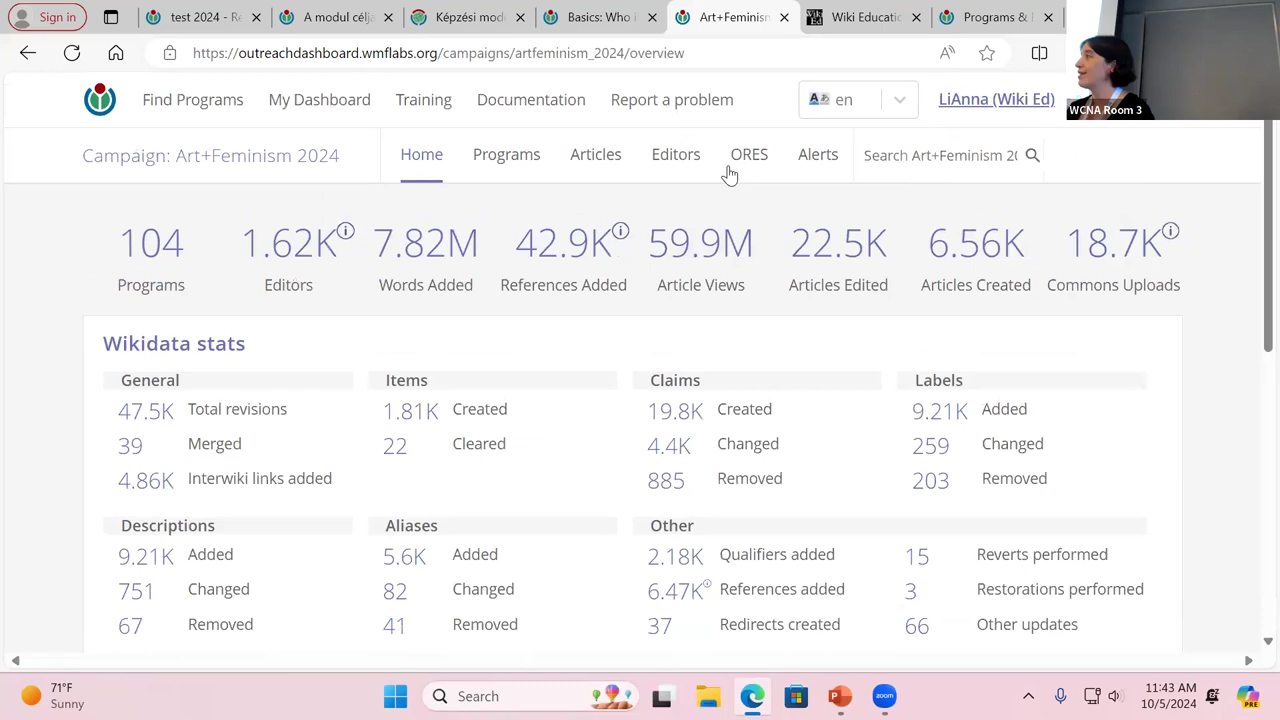 Sign in
test 2024 - Re
A modul célj
Képzési mod
Basics: Who i
Art+Feminism
Wiki Educati
Programs & 
https://outreachdashboard.wmflabs.org/campaigns/artfeminism_2024/overview
WCNA Room 3
Find Programs My Dashboard Training Documentation Report a problem en LiAnna (Wiki Ed)
Campaign: Art+Feminism 2024 Home Programs Articles Editors ORES Alerts Search Art+Feminism 20
104 1.62K 7.82M 42.9K 59.9M 22.5K 6.56K 18.7K
Programs Editors Words Added References Added Article Views Articles Edited Articles Created Commons Uploads
Wikidata stats
General Items Claims Labels
47.5K Total revisions 1.81K Created 19.8K Created 9.21K Added
39 Merged 22 Cleared 4.4K Changed 259 Changed
4.86K Interwiki links added 885 Removed 203 Removed
Descriptions Aliases Other
9.21K Added 5.6K Added 2.18K Qualifiers added 15 Reverts performed
751 Changed 82 Changed 6.47K References added 3 Restorations performed
67 Removed 41 Removed 37 Redirects created 66 Other updates
71°F
Sunny
Search
zoom
11:43 AM
10/5/2024
PRE